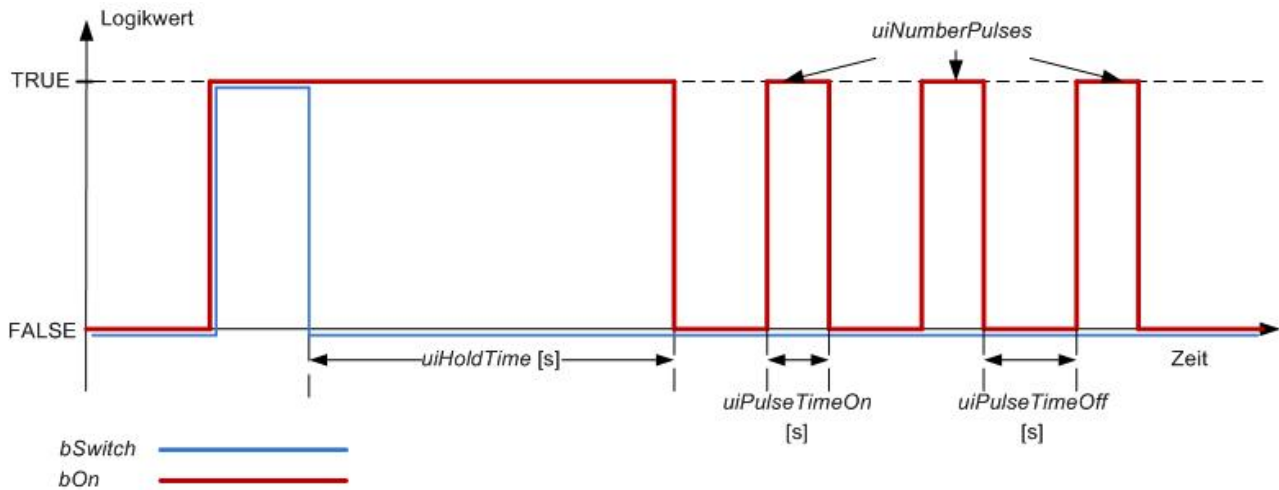 Logikwert
uiNumberPulses
TRUE
FALSE
uiHoldTime [s]
Zeit
uiPulseTimeOn
[s]
uiPulseTimeOff
[s]
bSwitch
bOn